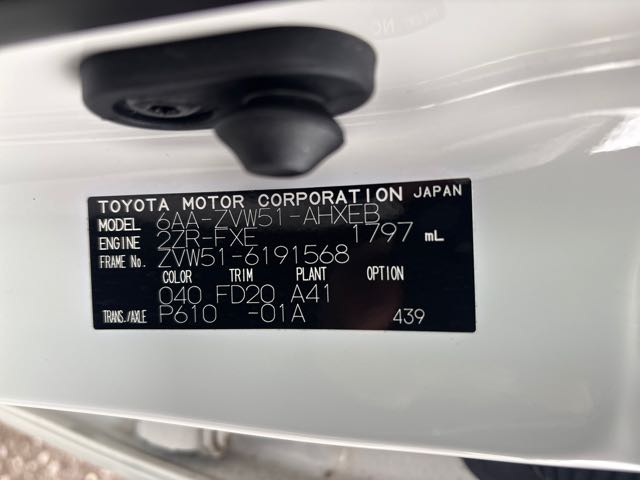 TOYOTA MOTOR CORPORATION JAPAN
MODEL 6AA-ZVW51-AHXEB
ENGINE 2ZR-FXE 1797 mL
FRAME No. ZVW51-6191568
COLOR TRIM PLANT OPTION
040 FD20 A41
TRANS./AXLE P610 -01A 439